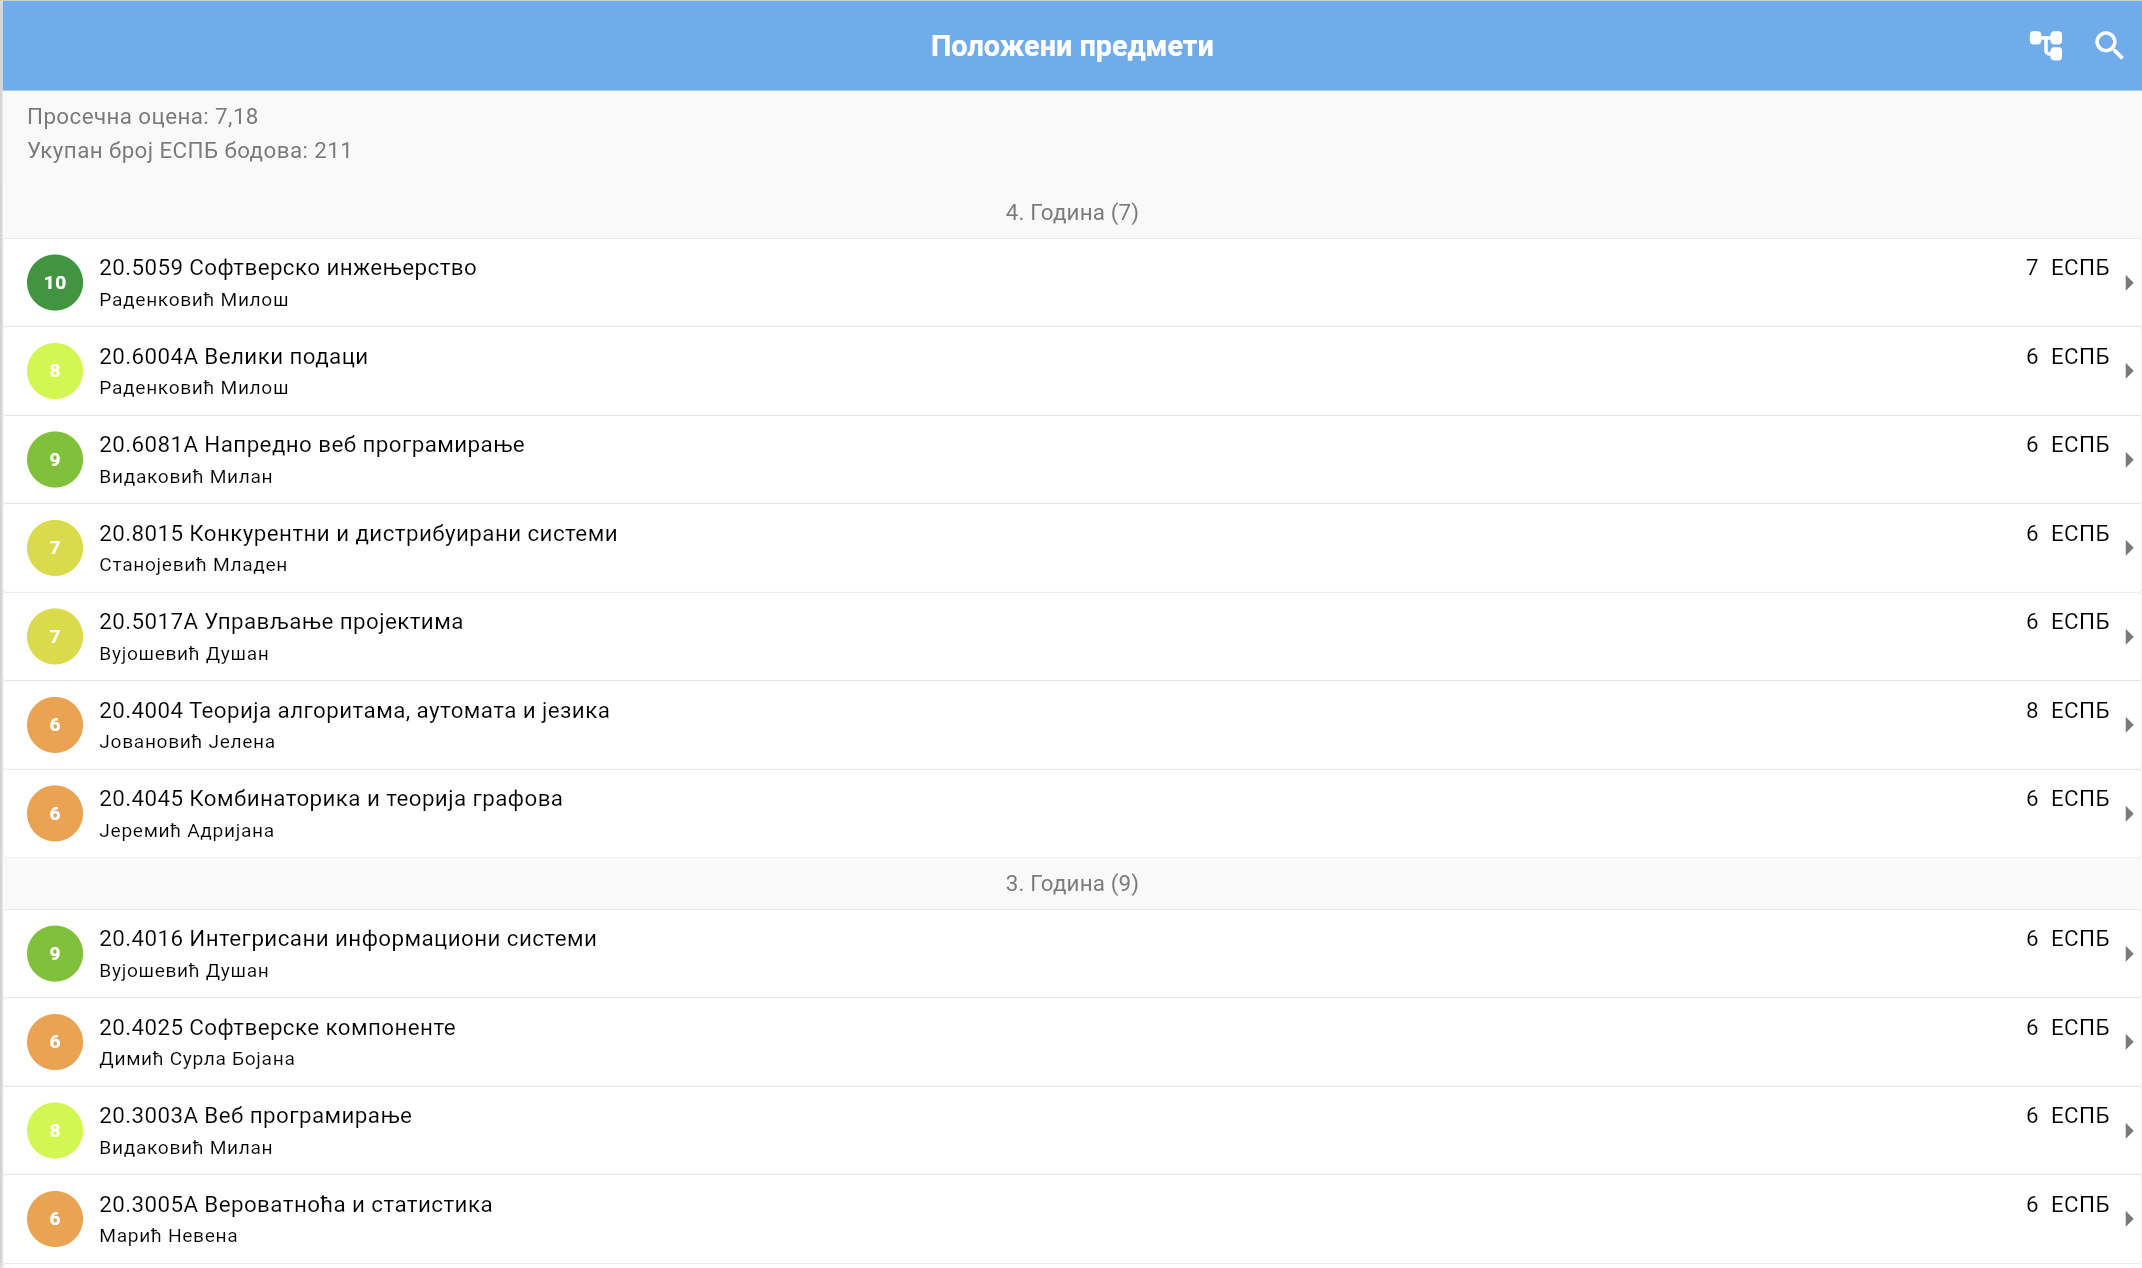 Положени предмети
Просечна оцена: 7,18
Укупан број ЕСПБ бодова: 211
4. Година (7)
10 20.5059 Софтверско инжењерство 7 ЕСПБ
Раденковић Милош
8 20.6004А Велики подаци 6 ЕСПБ
Раденковић Милош
9 20.6081А Напредно веб програмирање 6 ЕСПБ
Видаковић Милан
7 20.8015 Конкурентни и дистрибуирани системи 6 ЕСПБ
Станојевић Младен
7 20.5017А Управљање пројектима 6 ЕСПБ
Вујошевић Душан
6 20.4004 Теорија алгоритама, аутомата и језика 8 ЕСПБ
Јовановић Јелена
6 20.4045 Комбинаторика и теорија графова 6 ЕСПБ
Јеремић Адријана
3. Година (9)
9 20.4016 Интегрисани информациони системи 6 ЕСПБ
Вујошевић Душан
6 20.4025 Софтверске компоненте 6 ЕСПБ
Димић Сурла Бојана
8 20.3003А Веб програмирање 6 ЕСПБ
Видаковић Милан
6 20.3005А Вероватноћа и статистика 6 ЕСПБ
Марић Невена